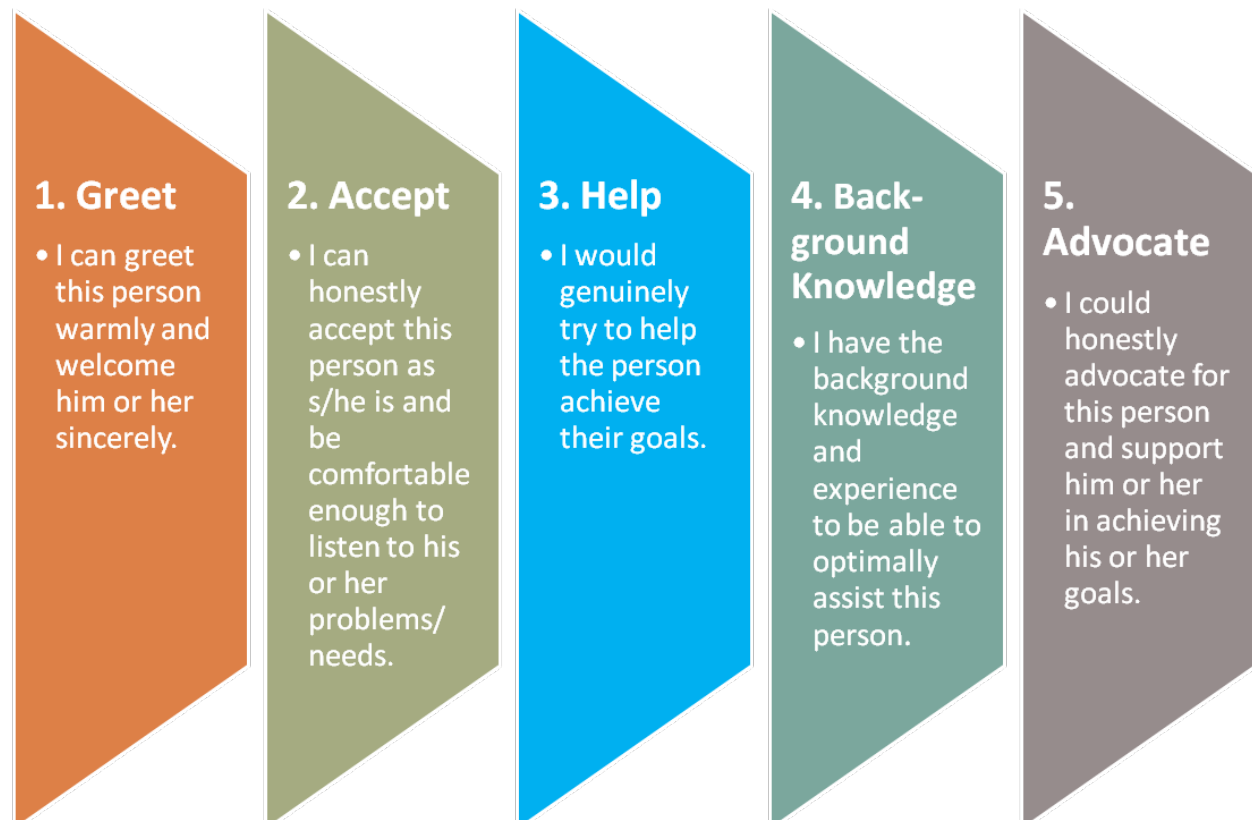 1. Greet
• I can greet
this person
warmly and
welcome
him or her
sincerely.
2. Accept
• I can
honestly
accept this
person as
s/he is and
be
comfortable
enough to
listen to his
or her
problems/
needs.
3. Help
• I would
genuinely
try to help
the person
achieve
their goals.
4. Back-
ground
Knowledge
• I have the
background
knowledge
and
experience
to be able to
optimally
assist this
person.
5.
Advocate
• I could
honestly
advocate for
this person
and support
him or her
in achieving
his or her
goals.